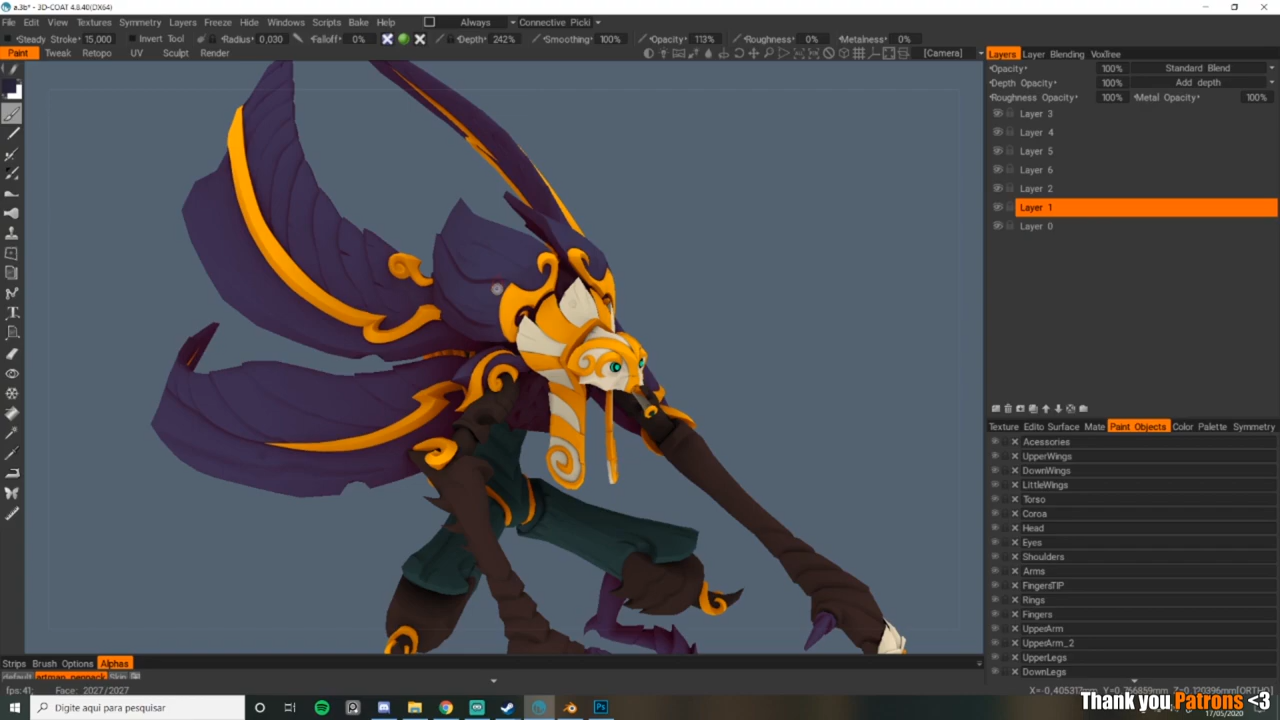 a.3b* - 3D-COAT 4.8.40(DX64)
File Edit View Textures Symmetry Layers Freeze Hide Windows Scripts Bake Help Always Connective Picki
Steady Stroke 15,000 Invert Tool Radius 0,030 Falloff 0% Depth 242% Smoothing 100% Opacity 113% Roughness 0% Metalness 0%
Paint Tweak Retopo UV Sculpt Render [Camera] Layers Layer Blending VoxTree
Opacity 100% Standard Blend
Depth Opacity 100% Add depth
Roughness Opacity 100% Metal Opacity 100%
Layer 3
Layer 4
Layer 5
Layer 6
Layer 2
Layer 1
Layer 0
Texture Edito Surface Mate Paint Objects Color Palette Symmetry
Acessories
UpperWings
DownWings
LittleWings
Torso
Coroa
Head
Eyes
Shoulders
Arms
FingersTIP
Rings
Fingers
UpperArm
UpperArm_2
UpperLegs
DownLegs
Strips Brush Options Alphas
default artman_penpack Skin
fps:41; Face: 2027/2027
Thank you Patrons <3
Digite aqui para pesquisar
17/05/2020